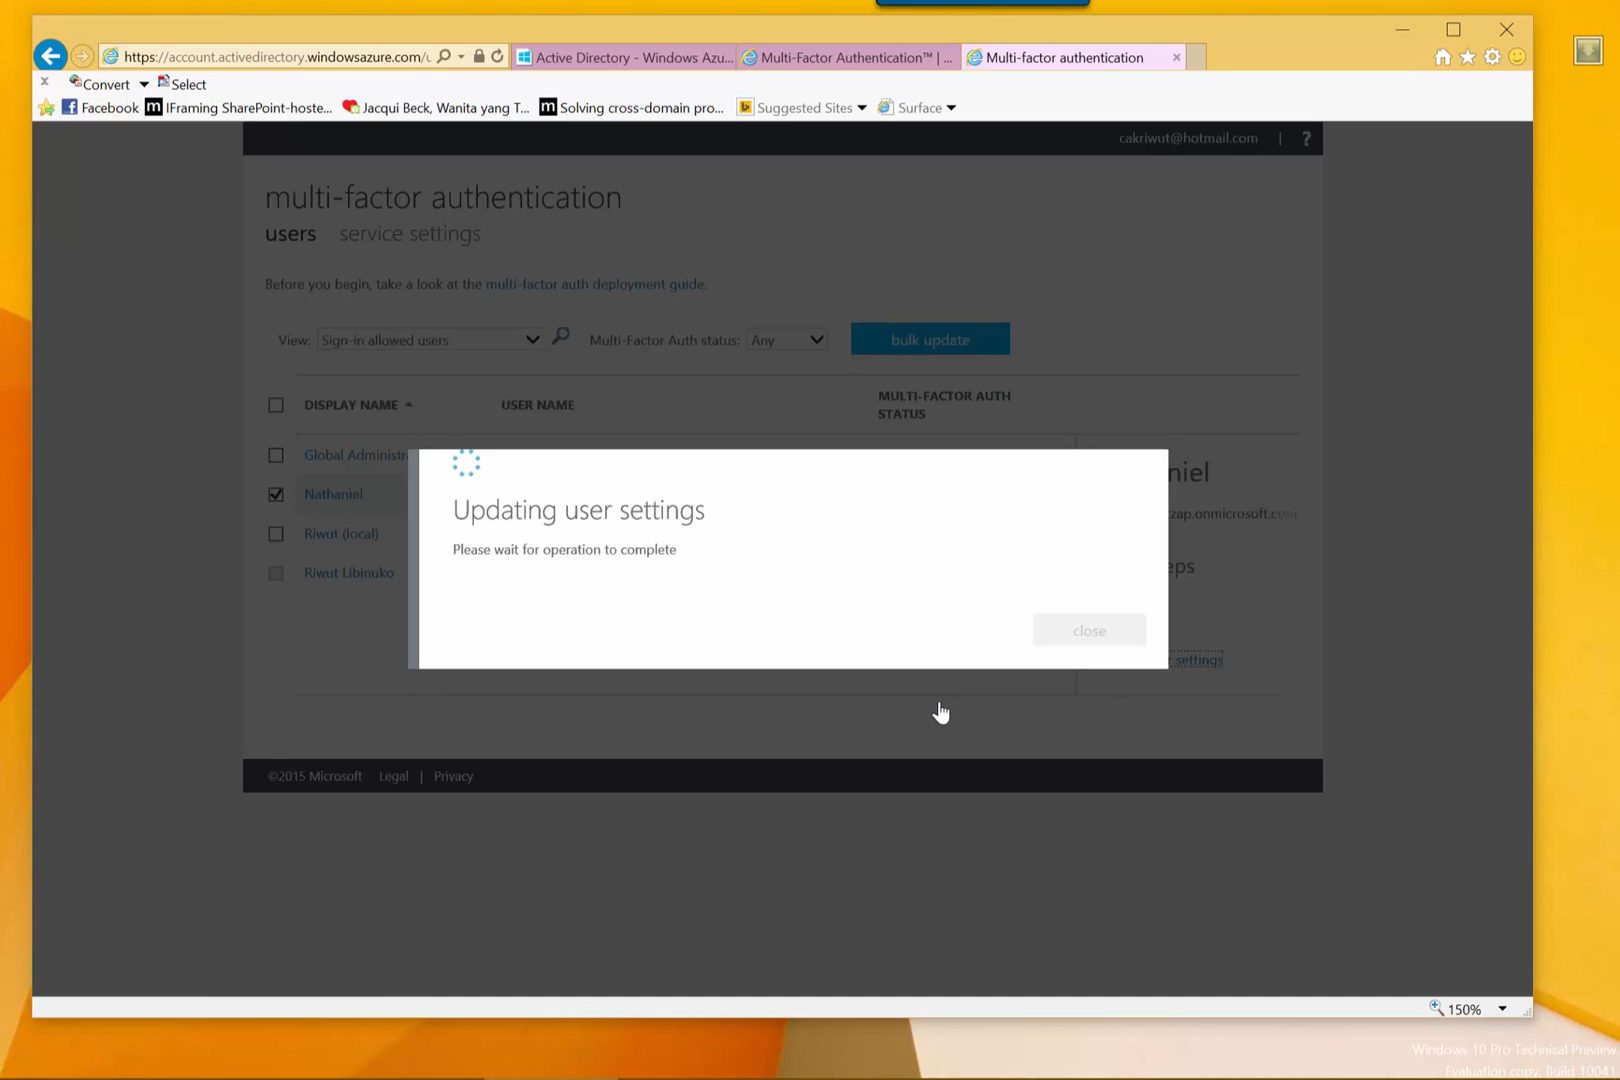 https://account.activedirectory.windowsazure.com/
Active Directory - Windows Azu...
Multi-Factor Authentication™ | ...
Multi-factor authentication
x Convert Select
Facebook
IFraming SharePoint-hoste...
Jacqui Beck, Wanita yang T...
Solving cross-domain pro...
Suggested Sites
Surface
cakriwut@hotmail.com | ?
multi-factor authentication
users service settings
Before you begin, take a look at the multi-factor auth deployment guide.
View: Sign-in allowed users
Multi-Factor Auth status: Any
bulk update
DISPLAY NAME
USER NAME
MULTI-FACTOR AUTH
STATUS
Global Administra
Nathaniel
Riwut (local)
Riwut Libinuko
niel
zap.onmicrosoft.com
eps
settings
Updating user settings
Please wait for operation to complete
close
©2015 Microsoft Legal | Privacy
150%
Windows 10 Pro Technical Preview
Evaluation copy. Build 10041